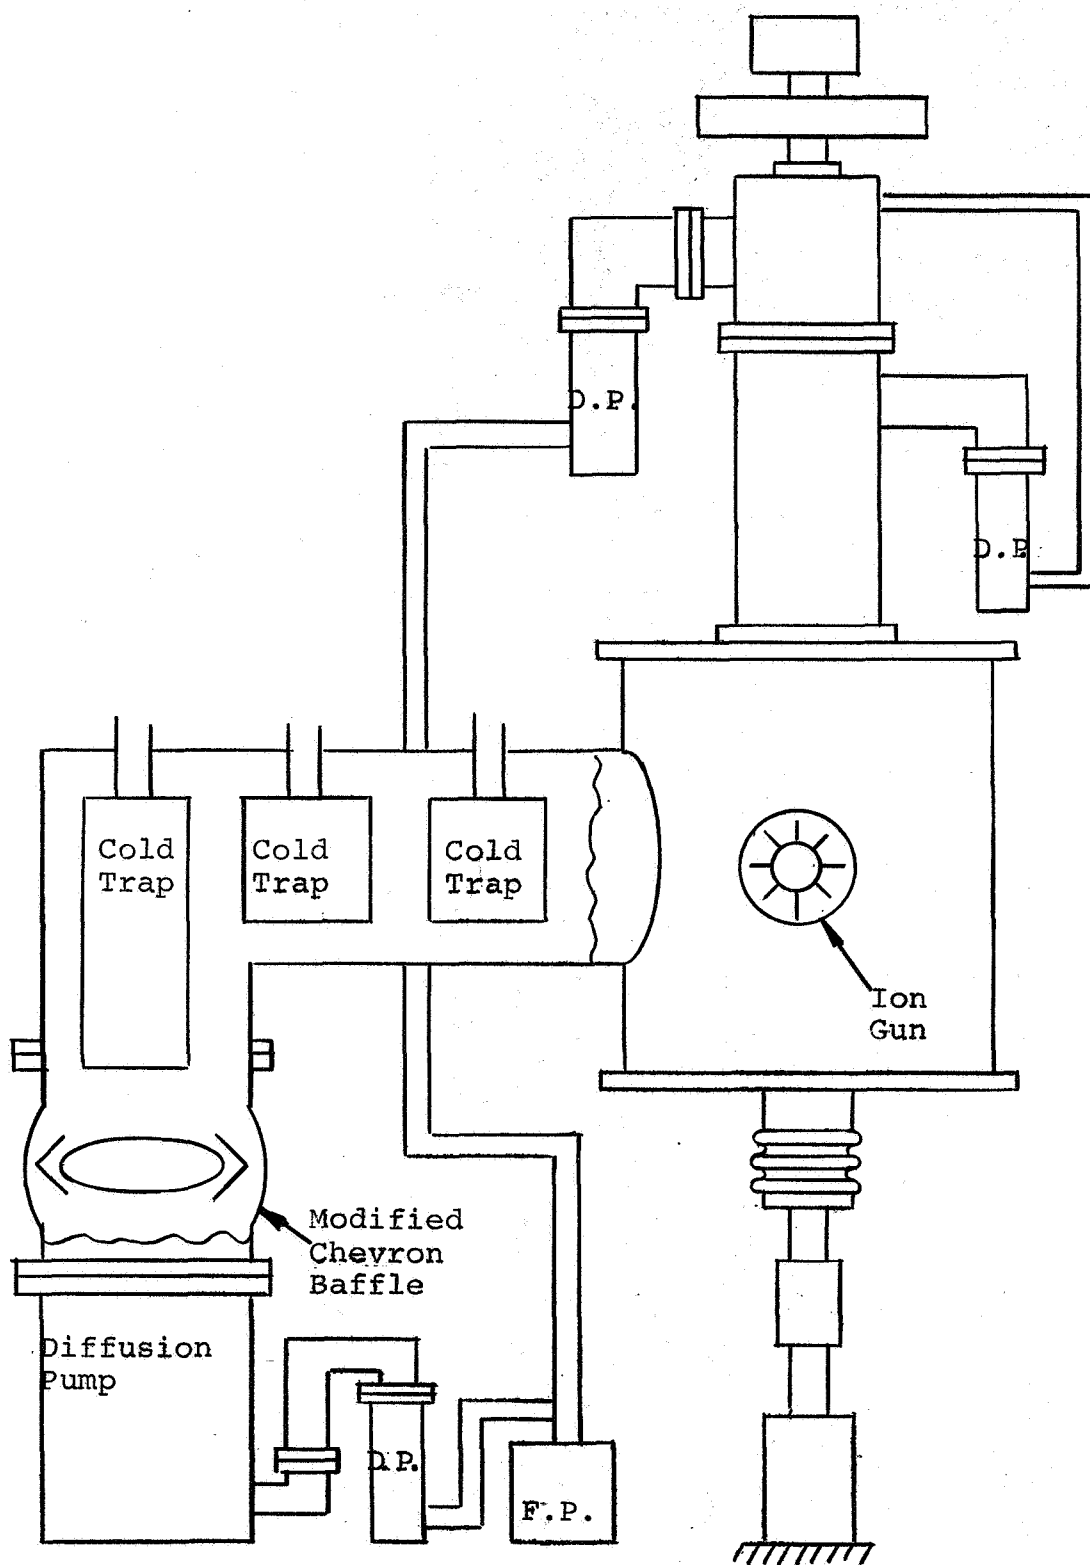 D.P.
D.P.
Cold
Trap
Cold
Trap
Cold
Trap
Ion
Gun
Modified
Chevron
Baffle
Diffusion
Pump
D.P.
F.P.